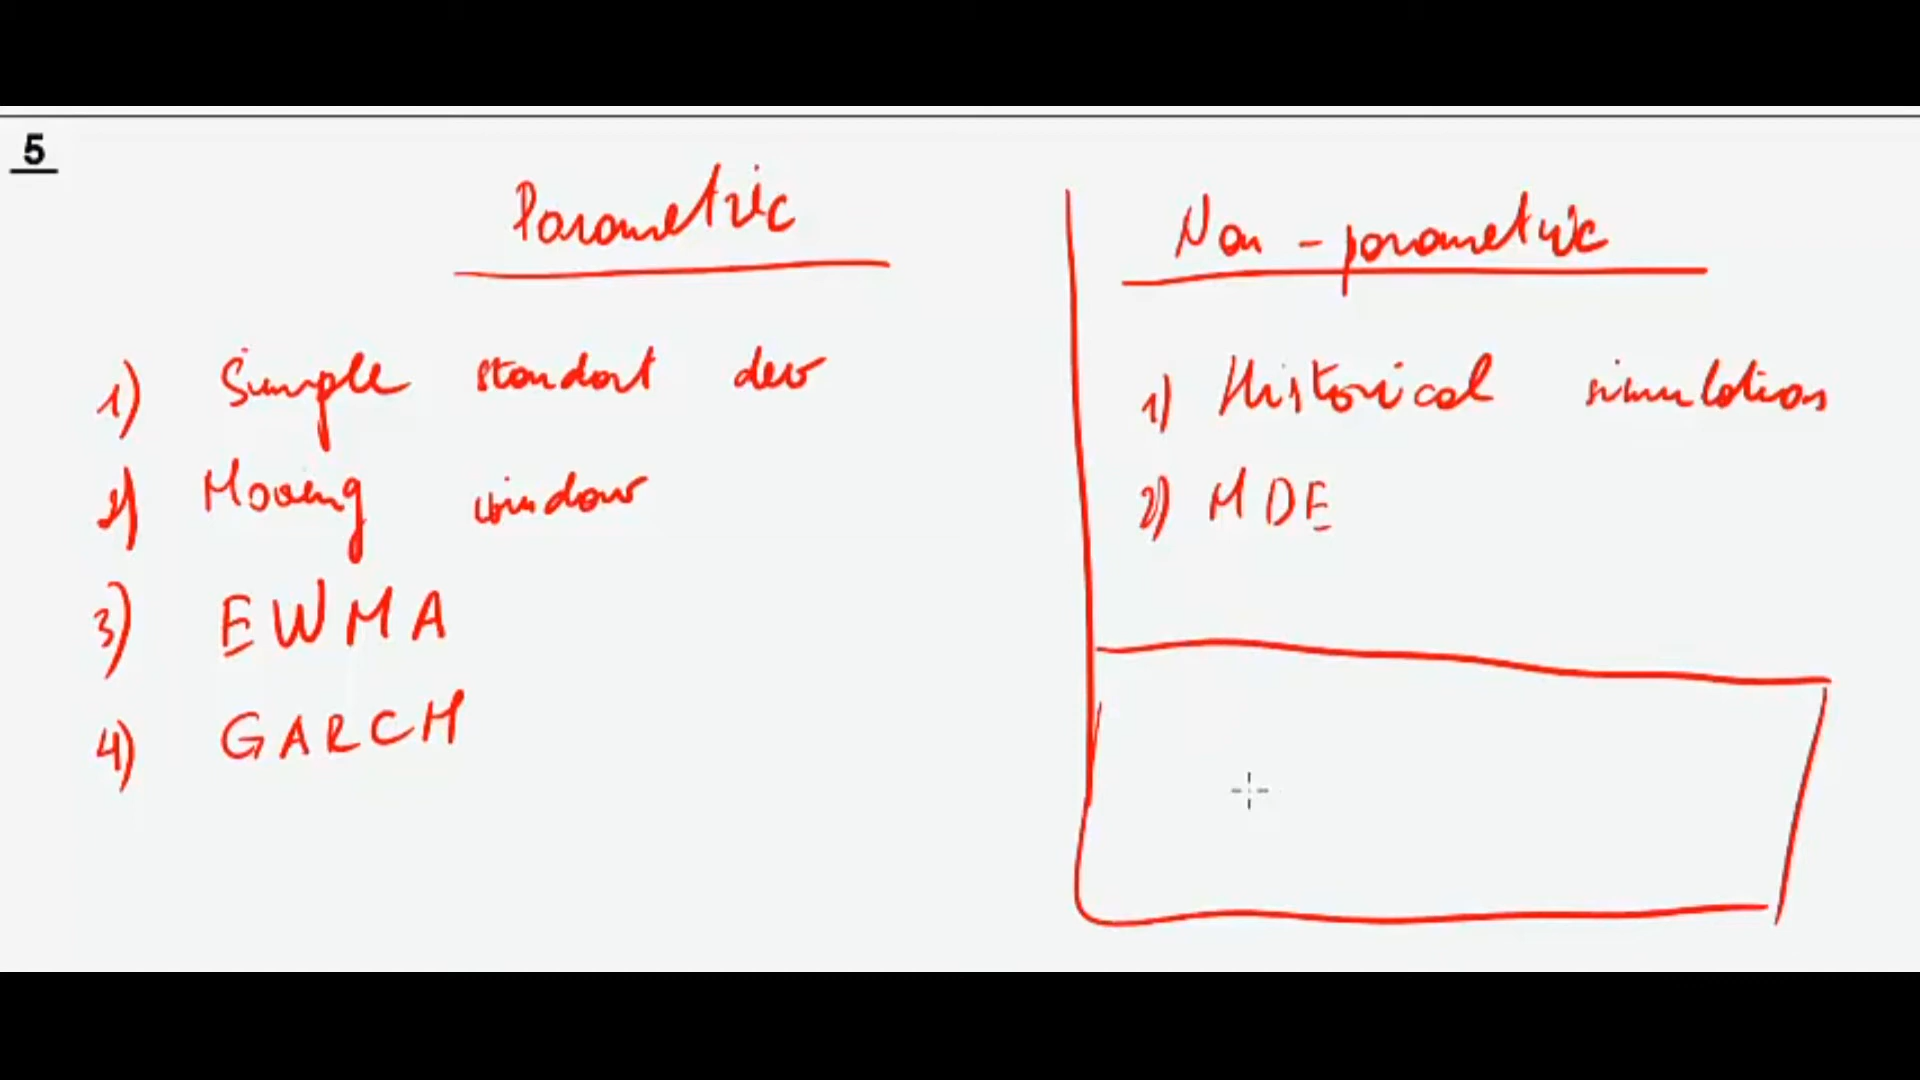 5
Parametric
1) Simple standard dev
2) Moving window
3) EWMA
4) GARCH
Non-parametric
1) Historical simulation
2) MDE